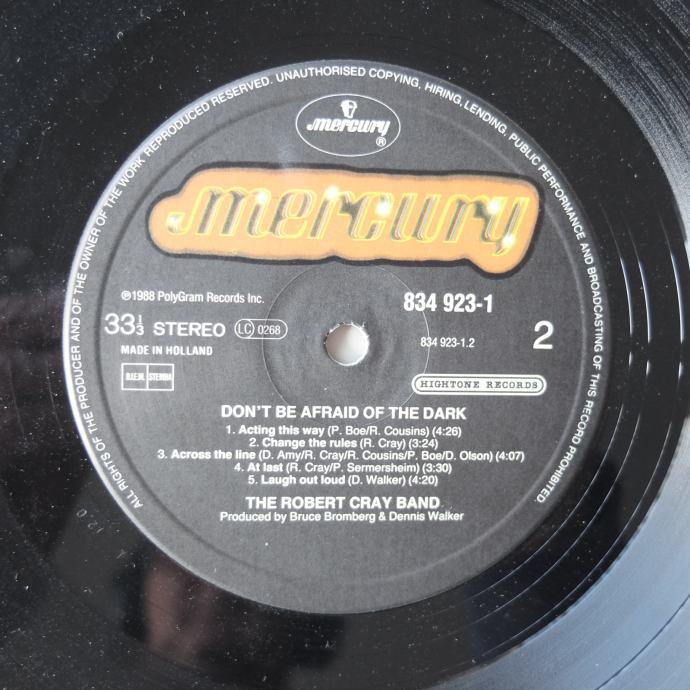 ALL RIGHTS OF THE PRODUCER AND OF THE OWNER OF THE WORK REPRODUCED RESERVED. UNAUTHORISED COPYING, HIRING, LENDING, PUBLIC PERFORMANCE AND BROADCASTING OF THIS RECORD PROHIBITED.
mercury ®
mercury
℗1988 PolyGram Records Inc.
834 923-1
33⅓ STEREO LC 0268
834 923-1.2
2
MADE IN HOLLAND
B.I.E.M. STEMRA
HIGHTONE RECORDS
DON'T BE AFRAID OF THE DARK
1. Acting this way (P. Boe/R. Cousins) (4:26)
2. Change the rules (R. Cray) (3:24)
3. Across the line (D. Amy/R. Cray/R. Cousins/P. Boe/D. Olson) (4:07)
4. At last (R. Cray/P. Sermersheim) (3:30)
5. Laugh out loud (D. Walker) (4:20)
THE ROBERT CRAY BAND
Produced by Bruce Bromberg & Dennis Walker